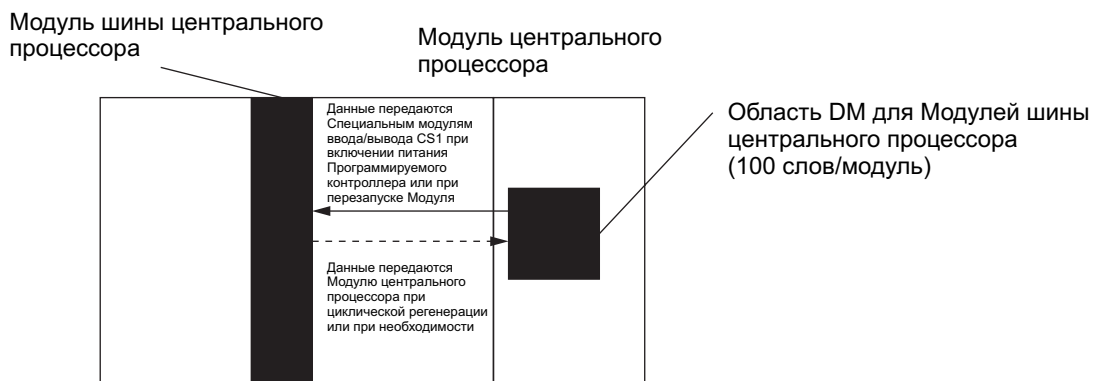 Модуль шины центрального
процессора
Модуль центрального
процессора
Данные передаются
Специальным модулям
ввода/вывода CS1 при
включении питания
Программируемого
контроллера или при
перезапуске Модуля
Область DM для Модулей шины
центрального процессора
(100 слов/модуль)
Данные передаются
Модулю центрального
процессора при
циклической регенерации
или при необходимости